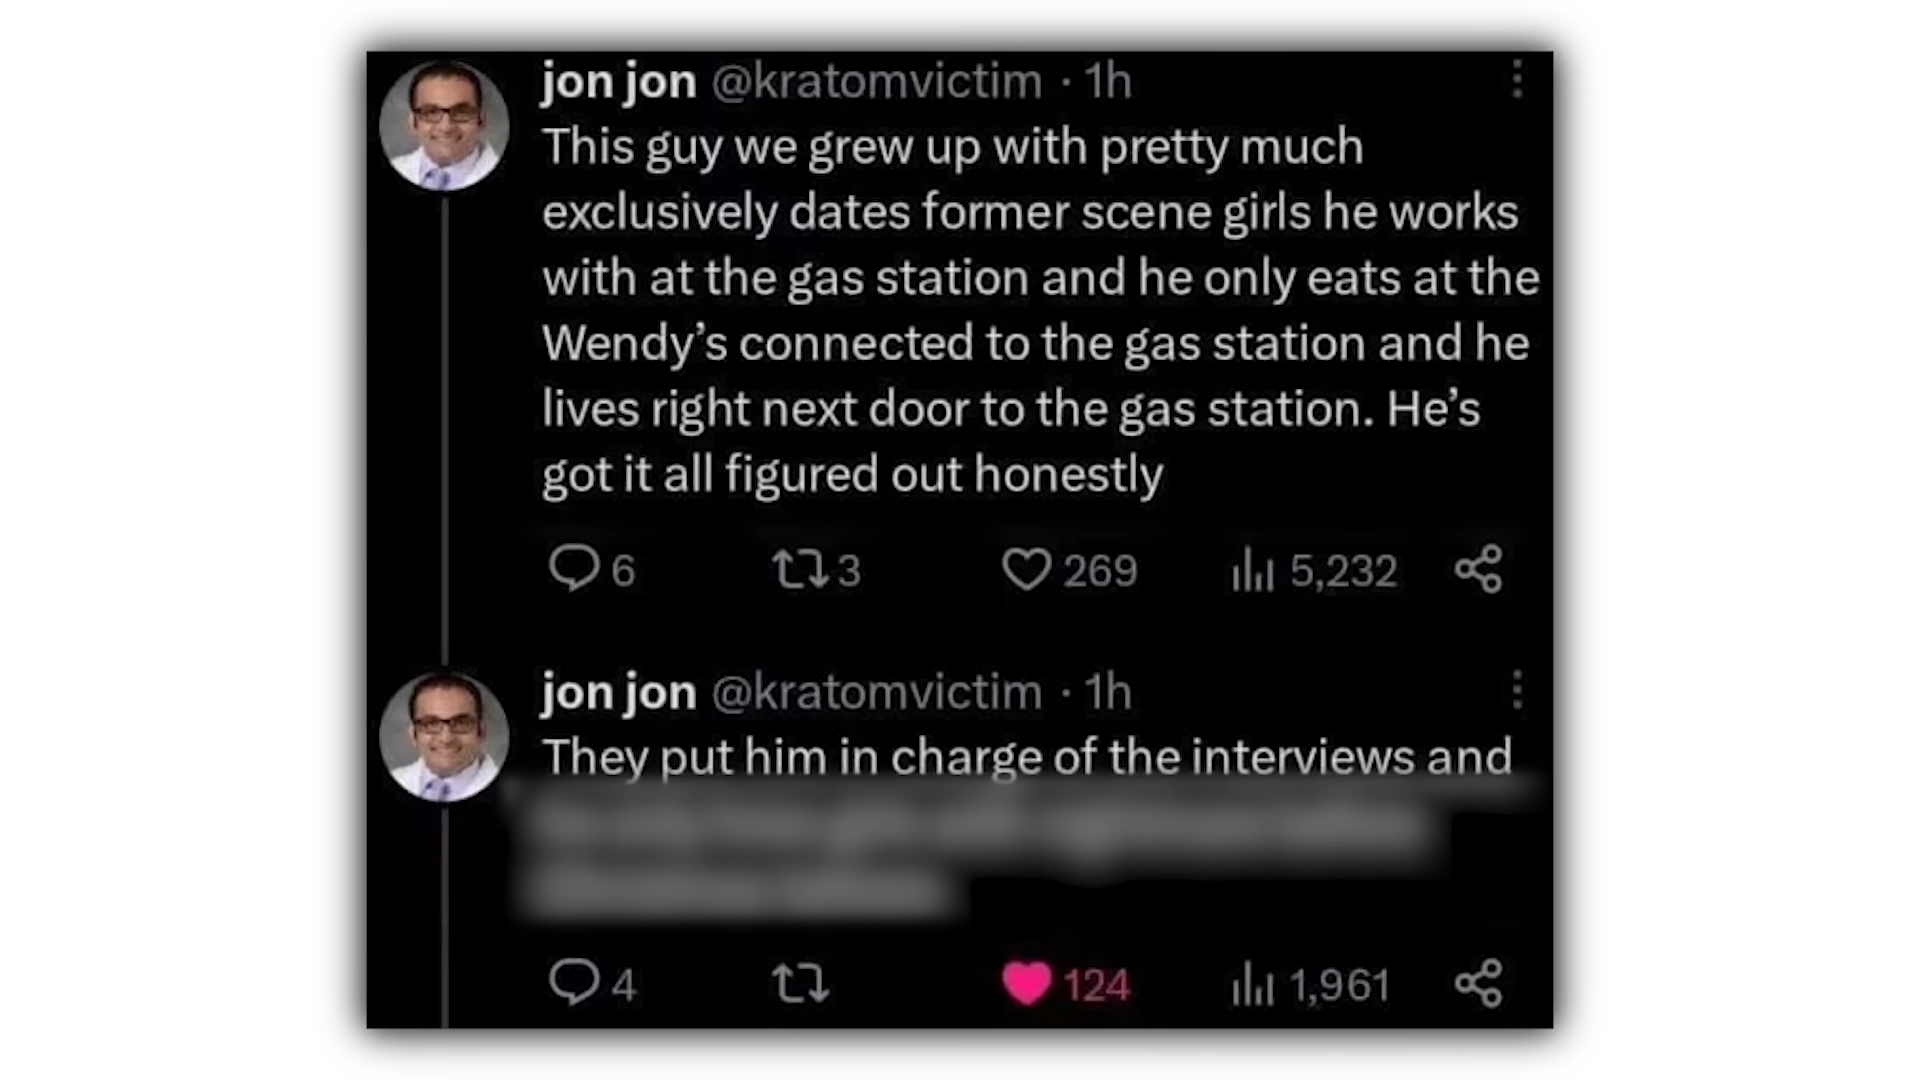 jon jon @kratomvictim · 1h
This guy we grew up with pretty much
exclusively dates former scene girls he works
with at the gas station and he only eats at the
Wendy’s connected to the gas station and he
lives right next door to the gas station. He’s
got it all figured out honestly
6 3 269 5,232
jon jon @kratomvictim · 1h
They put him in charge of the interviews and
4 124 1,961